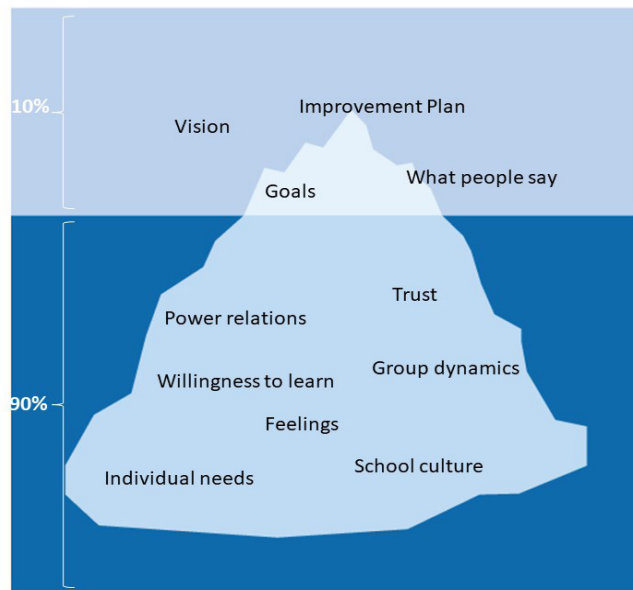 10%
Improvement Plan
Vision
What people say
Goals
Trust
Power relations
Group dynamics
Willingness to learn
90%
Feelings
School culture
Individual needs